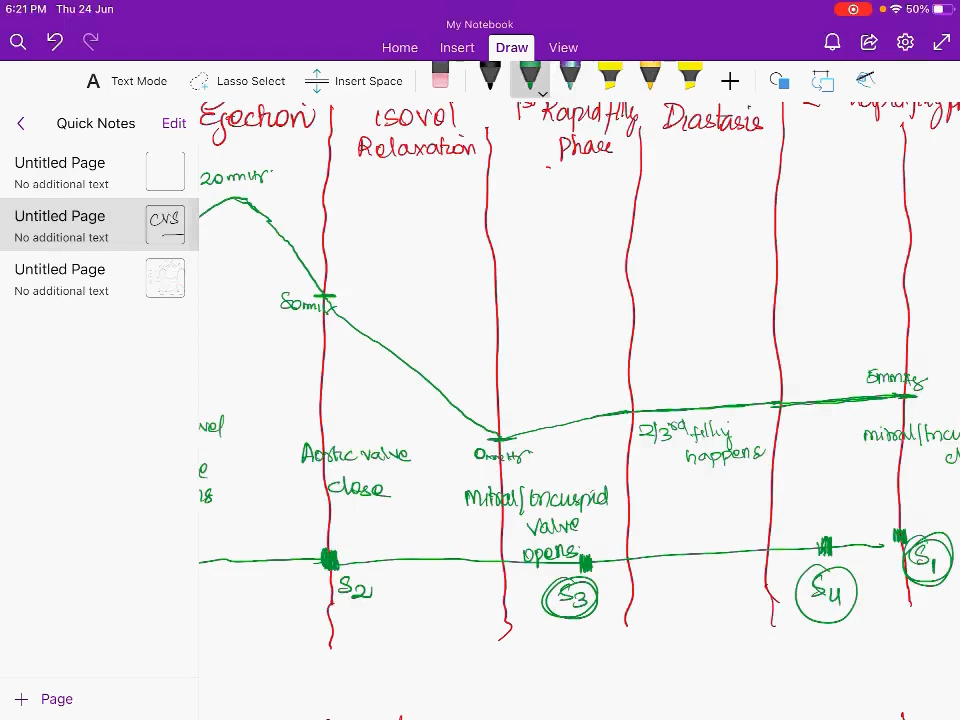 6:21 PM Thu 24 Jun
50%
My Notebook
Home Insert Draw View
Text Mode Lasso Select Insert Space
Quick Notes Edit
Untitled Page
No additional text
Untitled Page
No additional text
CVS
Untitled Page
No additional text
Page
Ejection
Isovol
Relaxation
1st Rapid filly
Phase
Diastasis
80mmHg
5mmHg
2/3rd filly
happens
Aortic valve
close
Mitral/tricuspid
valve
opens
S2
S3
S4
S1